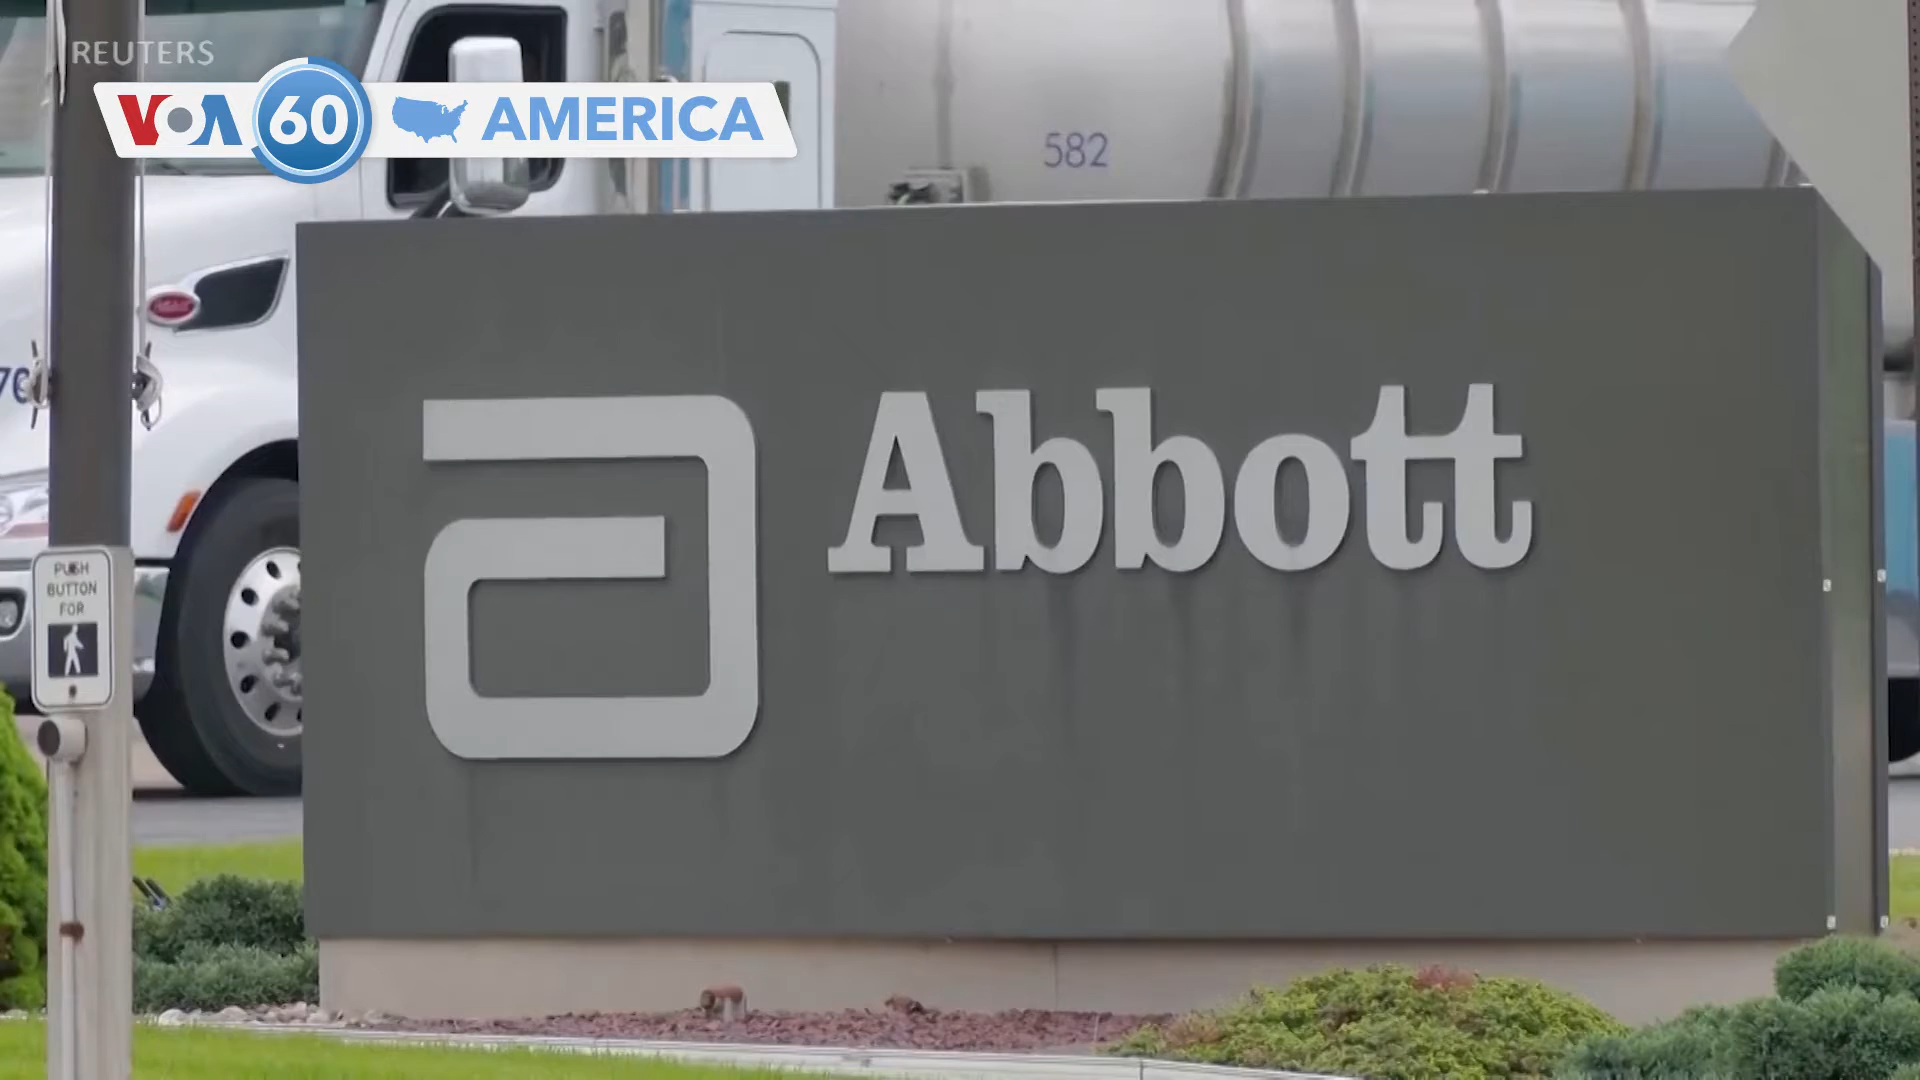 REUTERS
VOA 60 AMERICA
582
Abbott
PUSH
BUTTON
FOR